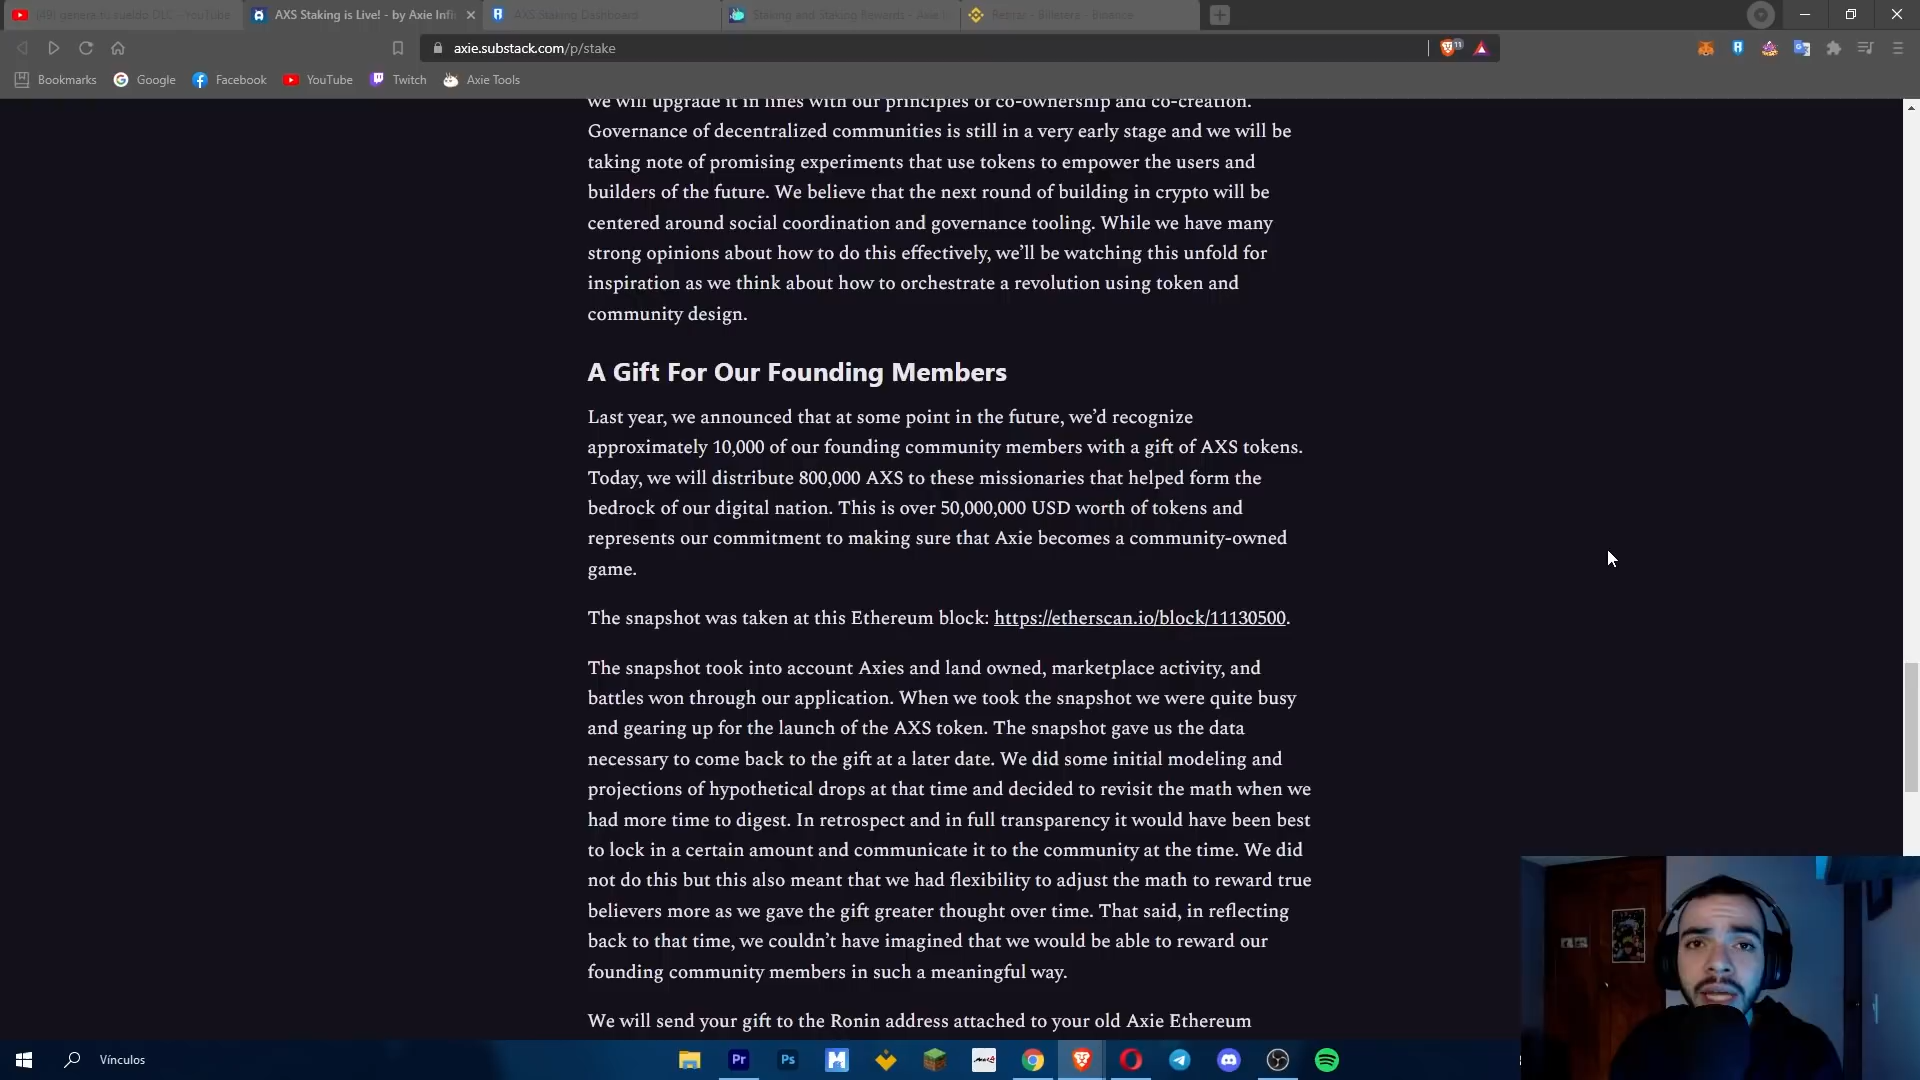 (49) genera tu sueldo DLC - YouTube
AXS Staking is Live! - by Axie Infi
AXS Staking Dashboard
Staking and Staking Rewards - Axie I
Retirar - Billetera - Binance
axie.substack.com/p/stake
11
Bookmarks
Google
Facebook
YouTube
Twitch
Axie Tools
we will upgrade it in lines with our principles of co-ownership and co-creation.
Governance of decentralized communities is still in a very early stage and we will be
taking note of promising experiments that use tokens to empower the users and
builders of the future. We believe that the next round of building in crypto will be
centered around social coordination and governance tooling. While we have many
strong opinions about how to do this effectively, we’ll be watching this unfold for
inspiration as we think about how to orchestrate a revolution using token and
community design.
A Gift For Our Founding Members
Last year, we announced that at some point in the future, we’d recognize
approximately 10,000 of our founding community members with a gift of AXS tokens.
Today, we will distribute 800,000 AXS to these missionaries that helped form the
bedrock of our digital nation. This is over 50,000,000 USD worth of tokens and
represents our commitment to making sure that Axie becomes a community-owned
game.
The snapshot was taken at this Ethereum block: https://etherscan.io/block/11130500.
The snapshot took into account Axies and land owned, marketplace activity, and
battles won through our application. When we took the snapshot we were quite busy
and gearing up for the launch of the AXS token. The snapshot gave us the data
necessary to come back to the gift at a later date. We did some initial modeling and
projections of hypothetical drops at that time and decided to revisit the math when we
had more time to digest. In retrospect and in full transparency it would have been best
to lock in a certain amount and communicate it to the community at the time. We did
not do this but this also meant that we had flexibility to adjust the math to reward true
believers more as we gave the gift greater thought over time. That said, in reflecting
back to that time, we couldn’t have imagined that we would be able to reward our
founding community members in such a meaningful way.
We will send your gift to the Ronin address attached to your old Axie Ethereum
Vínculos
Pr
Ps